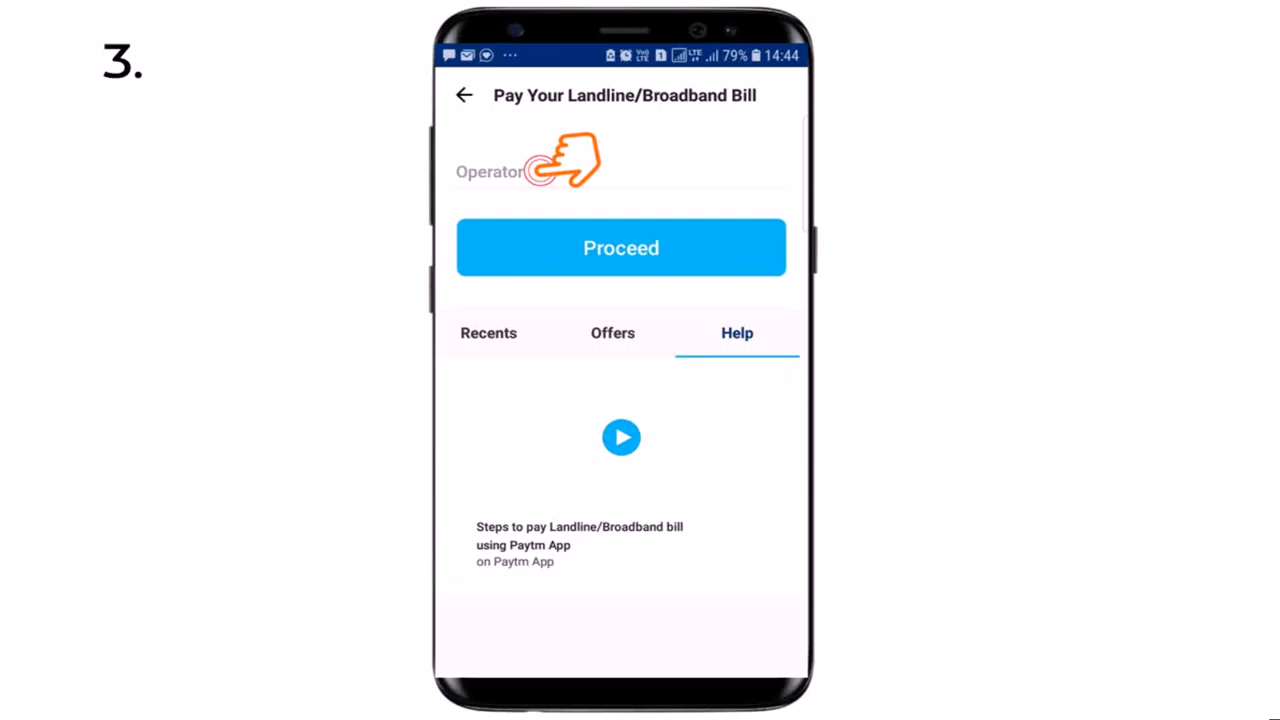 3.
79% 14:44
Pay Your Landline/Broadband Bill
Operator
Proceed
Recents Offers Help
Steps to pay Landline/Broadband bill
using Paytm App
on Paytm App